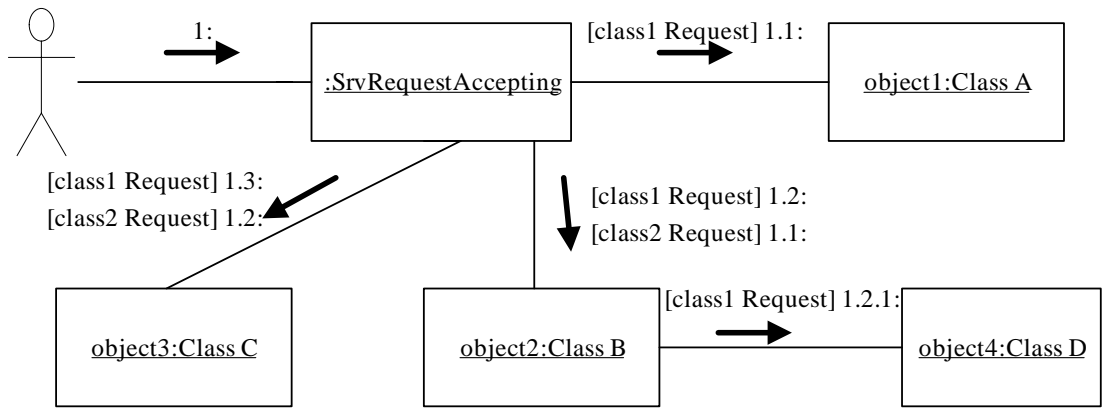 1:
[class1 Request] 1.1:
:SrvRequestAccepting
object1:Class A
[class1 Request] 1.3:
[class2 Request] 1.2:
[class1 Request] 1.2:
[class2 Request] 1.1:
[class1 Request] 1.2.1:
object3:Class C
object2:Class B
object4:Class D